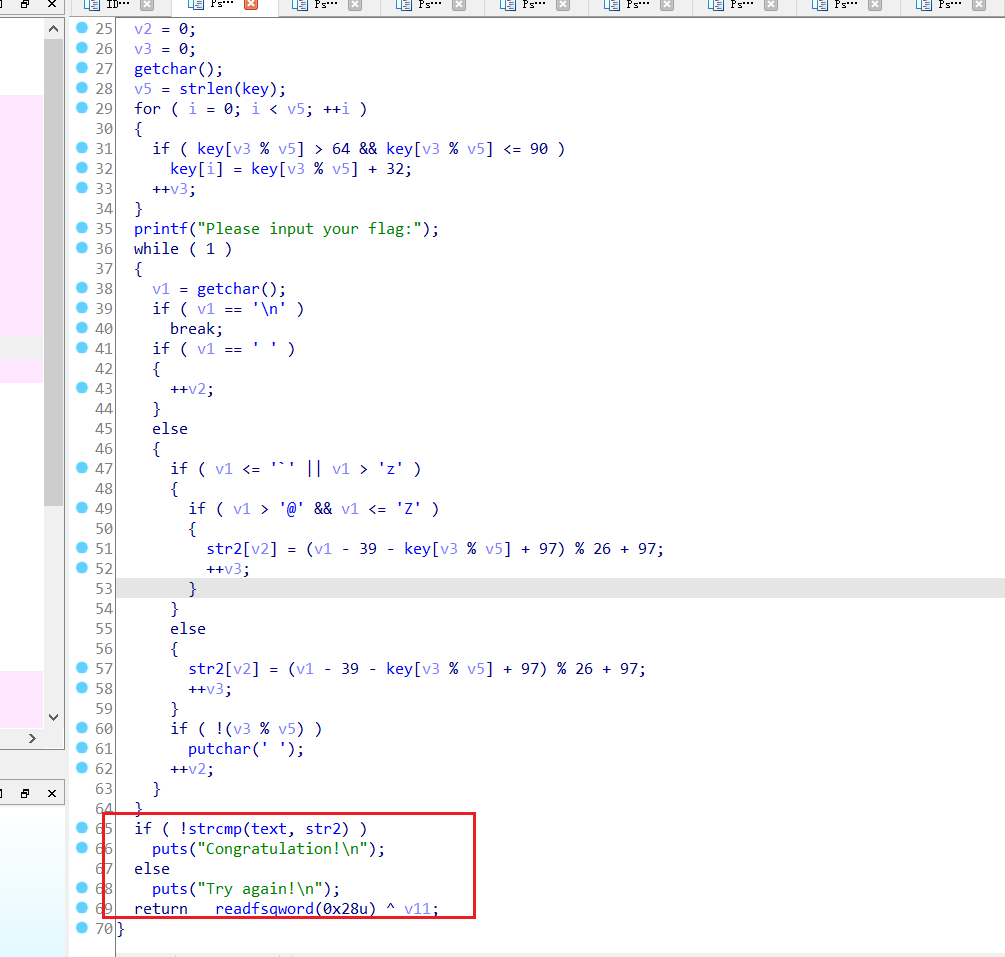 ID··· Ps··· Ps··· Ps··· Ps··· Ps··· Ps··· Ps··· Ps···
25 v2 = 0;
26 v3 = 0;
27 getchar();
28 v5 = strlen(key);
29 for ( i = 0; i < v5; ++i )
30 {
31 if ( key[v3 % v5] > 64 && key[v3 % v5] <= 90 )
32 key[i] = key[v3 % v5] + 32;
33 ++v3;
34 }
35 printf("Please input your flag:");
36 while ( 1 )
37 {
38 v1 = getchar();
39 if ( v1 == '\n' )
40 break;
41 if ( v1 == ' ' )
42 {
43 ++v2;
44 }
45 else
46 {
47 if ( v1 <= '`' || v1 > 'z' )
48 {
49 if ( v1 > '@' && v1 <= 'Z' )
50 {
51 str2[v2] = (v1 - 39 - key[v3 % v5] + 97) % 26 + 97;
52 ++v3;
53 }
54 }
55 else
56 {
57 str2[v2] = (v1 - 39 - key[v3 % v5] + 97) % 26 + 97;
58 ++v3;
59 }
60 if ( !(v3 % v5) )
61 putchar(' ');
62 ++v2;
63 }
64 }
65 if ( !strcmp(text, str2) )
66 puts("Congratulation!\n");
67 else
68 puts("Try again!\n");
69 return readfsqword(0x28u) ^ v11;
70 }